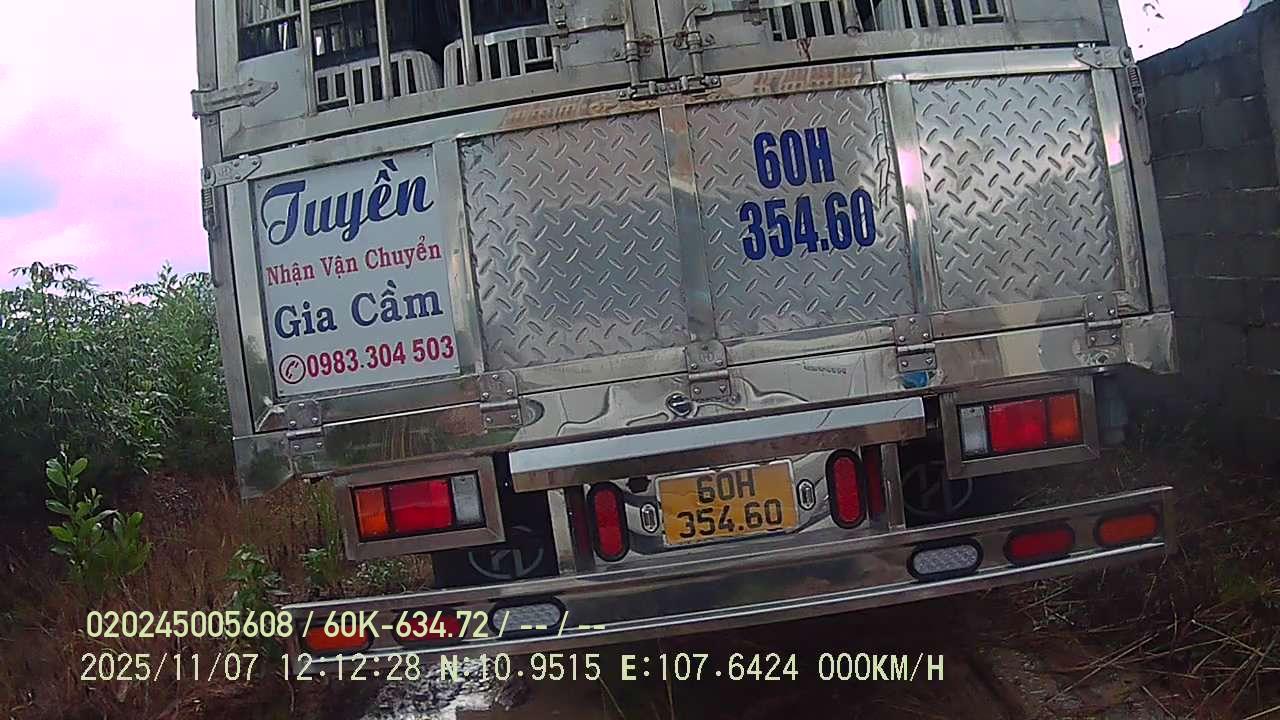 Tuyền
Nhận Vận Chuyển
Gia Cầm
0983.304 503
60H
354.60
60H
354.60
020245005608 / 60K-634.72 / -- / --
2025/11/07 12:12:28 N:10.9515 E:107.6424 000KM/H